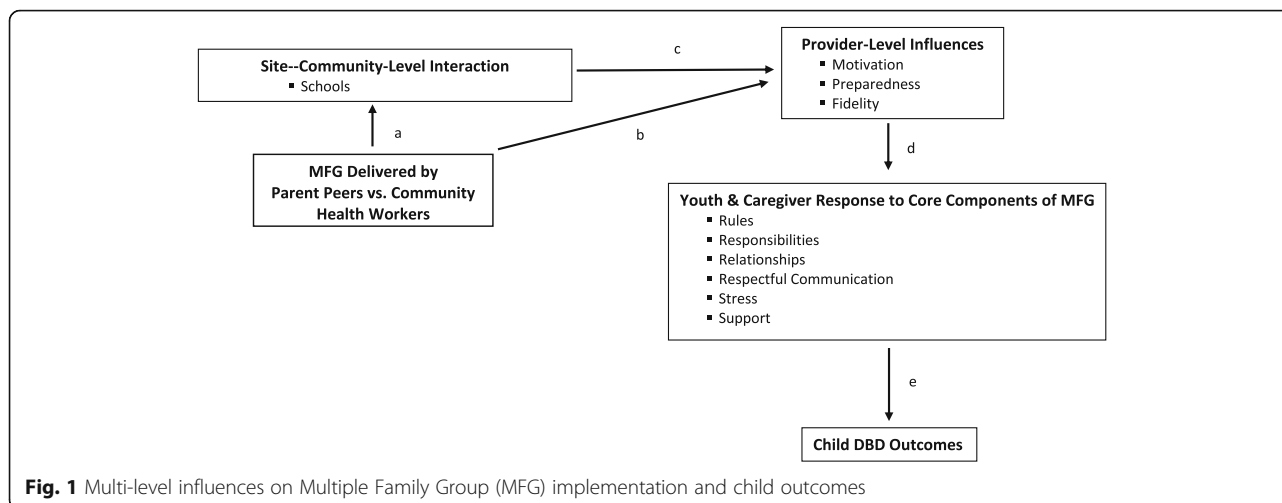 c
Site--Community-Level Interaction
▪ Schools
Provider-Level Influences
▪ Motivation
▪ Preparedness
▪ Fidelity
a
b
d
MFG Delivered by
Parent Peers vs. Community
Health Workers
Youth & Caregiver Response to Core Components of MFG
▪ Rules
▪ Responsibilities
▪ Relationships
▪ Respectful Communication
▪ Stress
▪ Support
e
Child DBD Outcomes
Fig. 1 Multi-level influences on Multiple Family Group (MFG) implementation and child outcomes